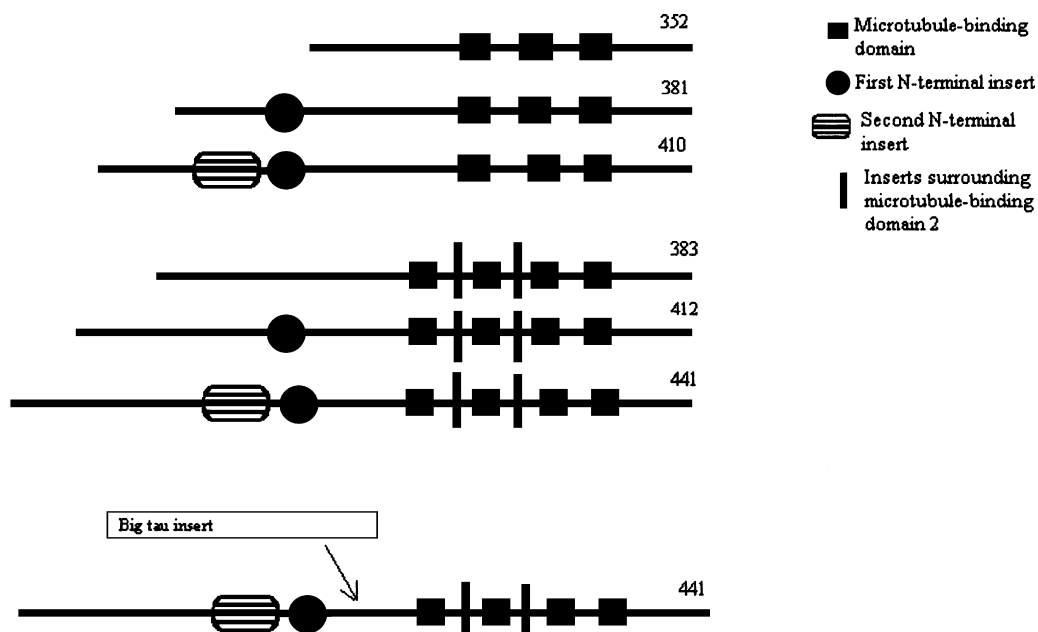 352
381
410
383
412
441
Big tau insert
441
Microtubule-binding
domain
First N-terminal insert
Second N-terminal
insert
Inserts surrounding
microtubule-binding
domain 2